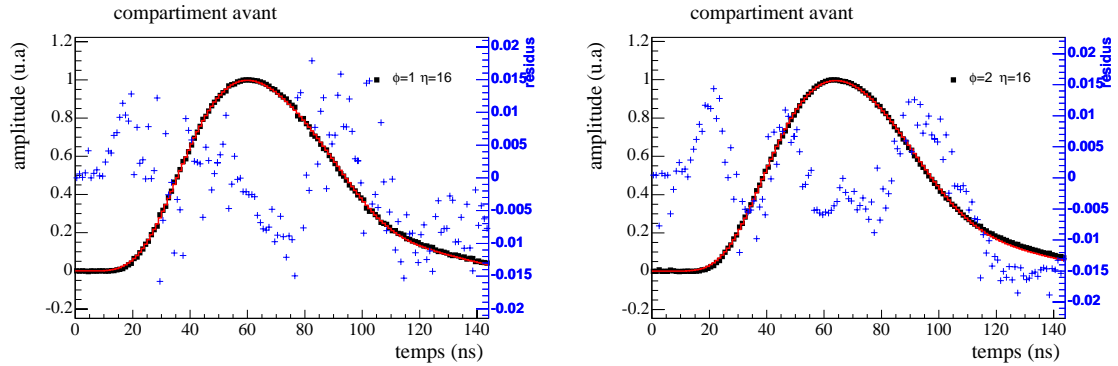 compartiment avant
amplitude (u.a)
1.2
1
0.8
0.6
0.4
0.2
0
-0.2
0 20 40 60 80 100 120 140
temps (ns)
ϕ=1 η=16
residus
0.02
0.015
0.01
0.005
0
-0.005
-0.01
-0.015
-0.02
compartiment avant
amplitude (u.a)
1.2
1
0.8
0.6
0.4
0.2
0
-0.2
0 20 40 60 80 100 120 140
temps (ns)
ϕ=2 η=16
residus
0.02
0.015
0.01
0.005
0
-0.005
-0.01
-0.015
-0.02